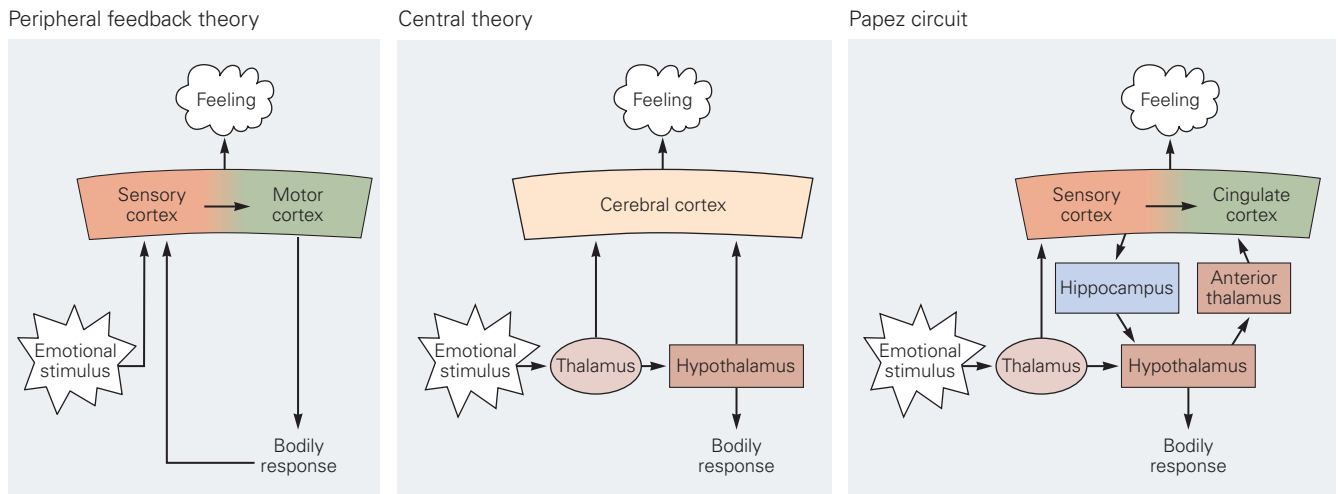 Peripheral feedback theory
Feeling
Sensory
cortex
Motor
cortex
Emotional
stimulus
Bodily
response
Central theory
Feeling
Cerebral cortex
Emotional
stimulus
Thalamus
Hypothalamus
Bodily
response
Papez circuit
Feeling
Sensory
cortex
Cingulate
cortex
Hippocampus
Anterior
thalamus
Emotional
stimulus
Thalamus
Hypothalamus
Bodily
response